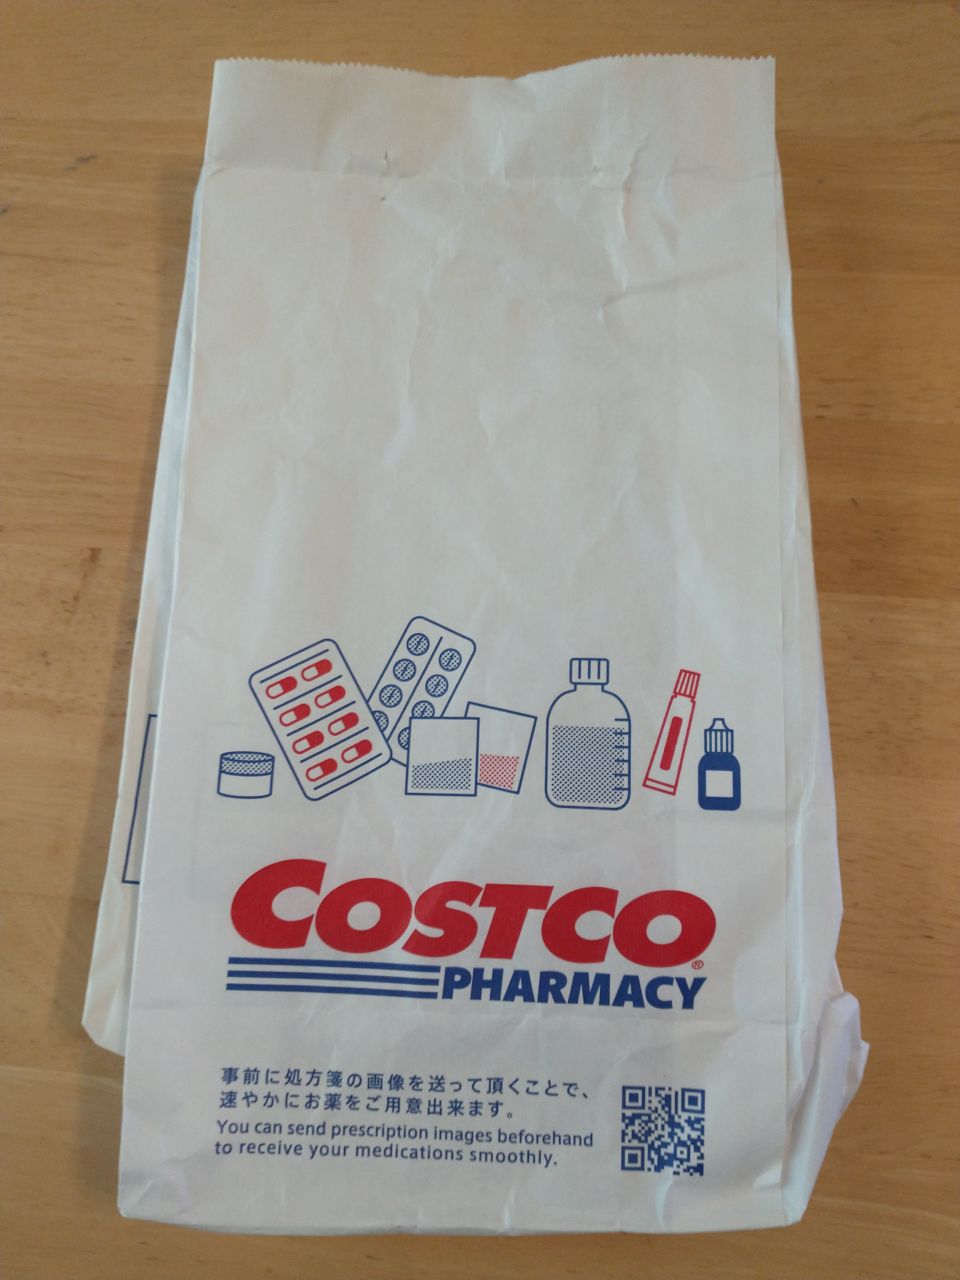 COSTCO®
PHARMACY
事前に処方箋の画像を送って頂くことで、
速やかにお薬をご用意出来ます。
You can send prescription images beforehand
to receive your medications smoothly.